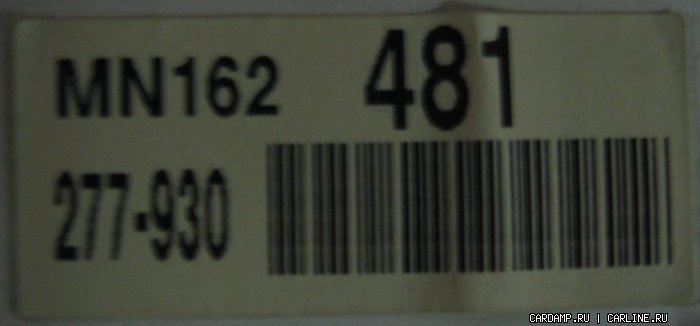 MN162 481
277-930
CARDAMP.RU | CARLINE.RU